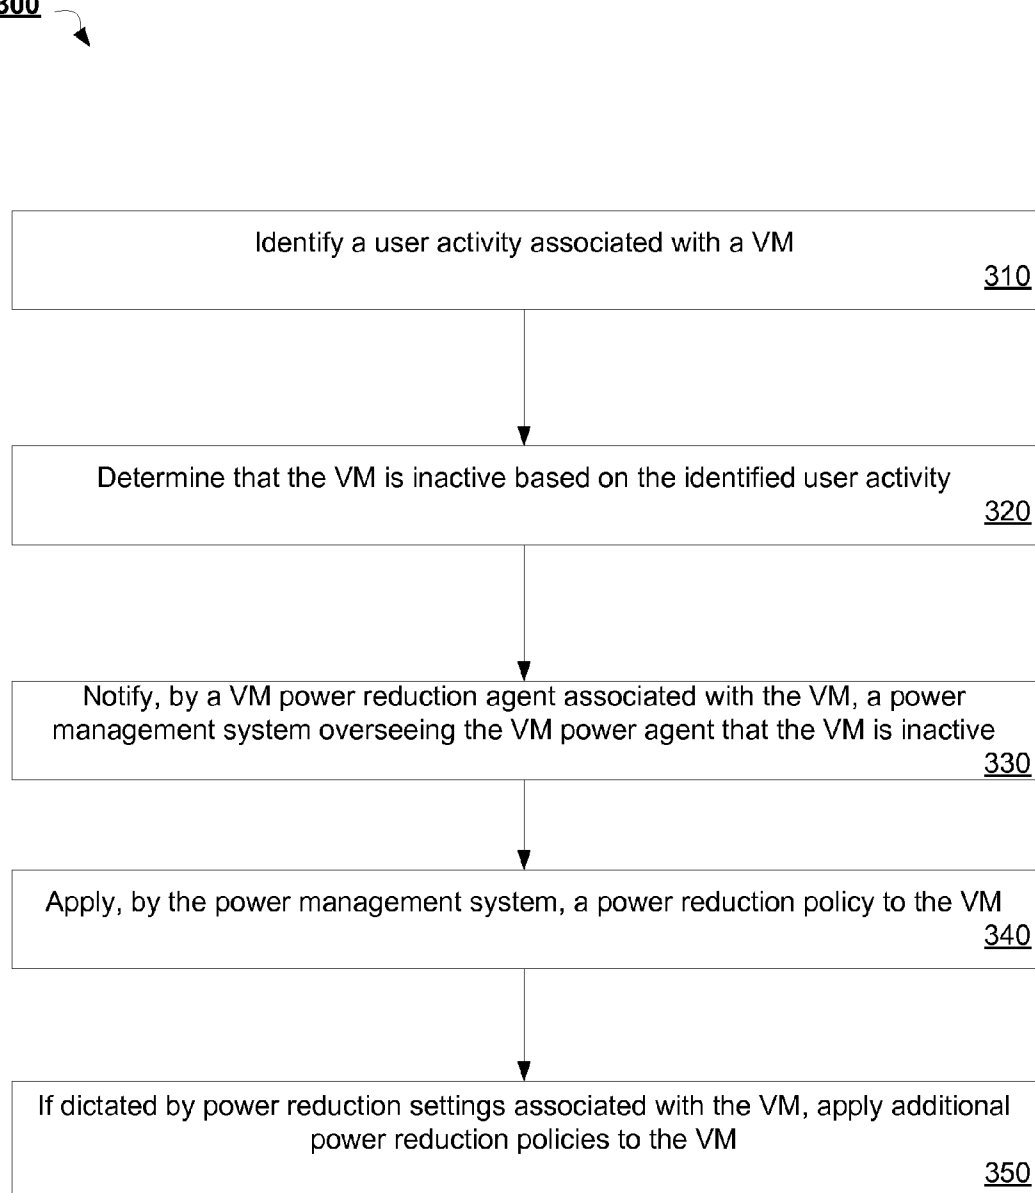 300
Identify a user activity associated with a VM
310
Determine that the VM is inactive based on the identified user activity
320
Notify, by a VM power reduction agent associated with the VM, a power
management system overseeing the VM power agent that the VM is inactive
330
Apply, by the power management system, a power reduction policy to the VM
340
If dictated by power reduction settings associated with the VM, apply additional
power reduction policies to the VM
350